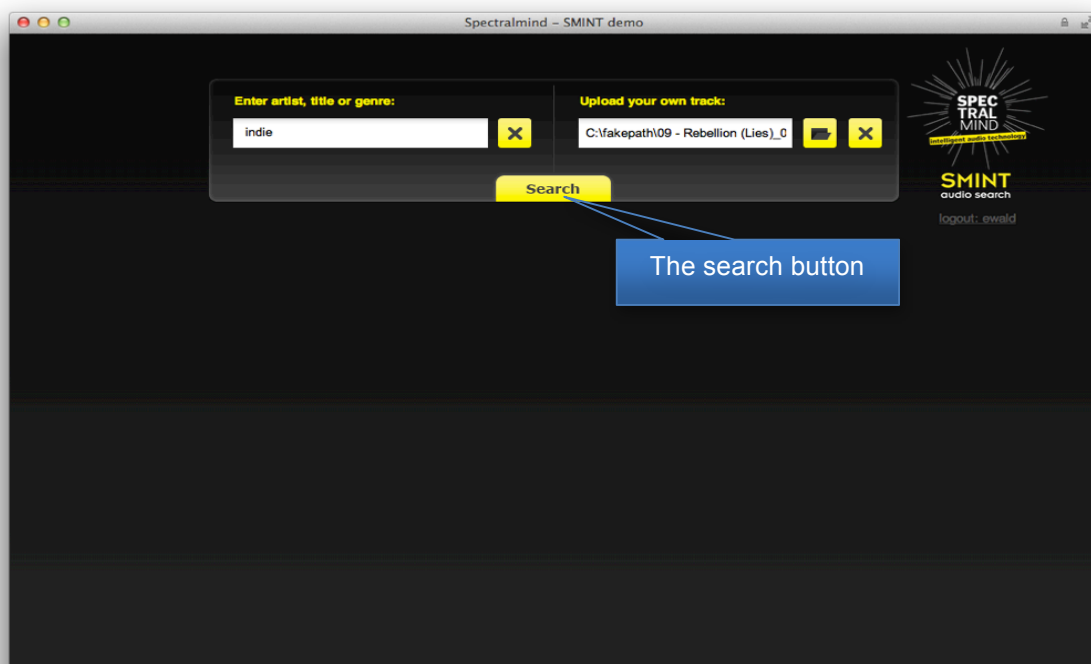 Spectralmind – SMINT demo
Enter artist, title or genre:
Upload your own track:
indie
C:\fakepath\09 - Rebellion (Lies)_0
Search
SPEC
TRAL
MIND
intelligent audio technology
SMINT
audio search
logout: ewald
The search button